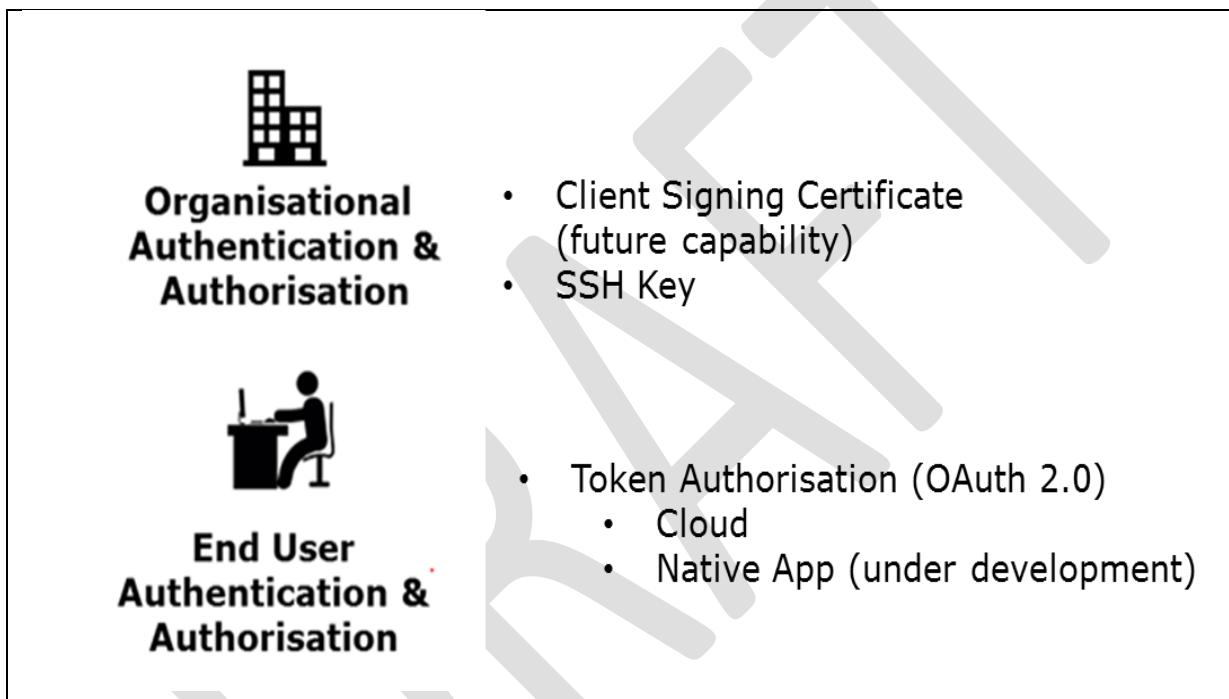 Organisational
Authentication &
Authorisation
• Client Signing Certificate
(future capability)
• SSH Key
End User
Authentication &
Authorisation
• Token Authorisation (OAuth 2.0)
• Cloud
• Native App (under development)
DRAFT